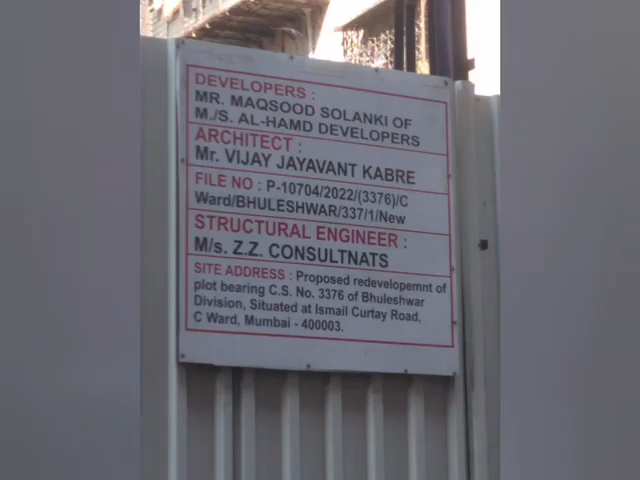 DEVELOPERS :
MR. MAQSOOD SOLANKI OF
M./S. AL-HAMD DEVELOPERS
ARCHITECT :
Mr. VIJAY JAYAVANT KABRE
FILE NO : P-10704/2022/(3376)/C
Ward/BHULESHWAR/337/1/New
STRUCTURAL ENGINEER :
M/s. Z.Z. CONSULTNATS
SITE ADDRESS : Proposed redevelopemnt of
plot bearing C.S. No. 3376 of Bhuleshwar
Division, Situated at Ismail Curtay Road,
C Ward, Mumbai - 400003.